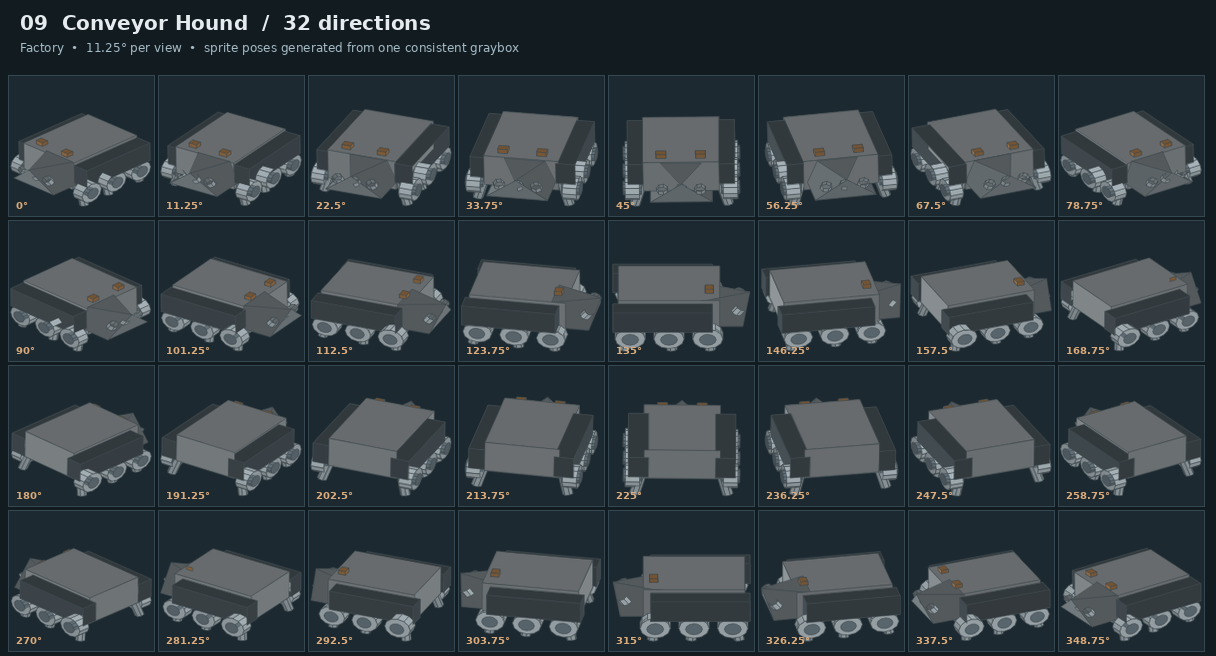 09 Conveyor Hound / 32 directions
Factory • 11.25° per view • sprite poses generated from one consistent graybox
0° 11.25° 22.5° 33.75° 45° 56.25° 67.5° 78.75°
90° 101.25° 112.5° 123.75° 135° 146.25° 157.5° 168.75°
180° 191.25° 202.5° 213.75° 225° 236.25° 247.5° 258.75°
270° 281.25° 292.5° 303.75° 315° 326.25° 337.5° 348.75°